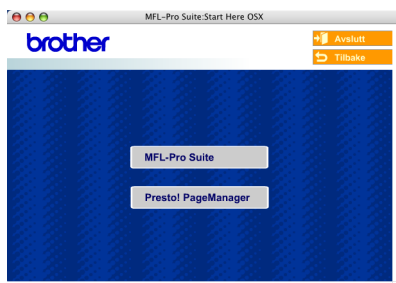 MFL-Pro Suite:Start Here OSX
brother
Avslutt
Tilbake
MFL-Pro Suite
Presto! PageManager